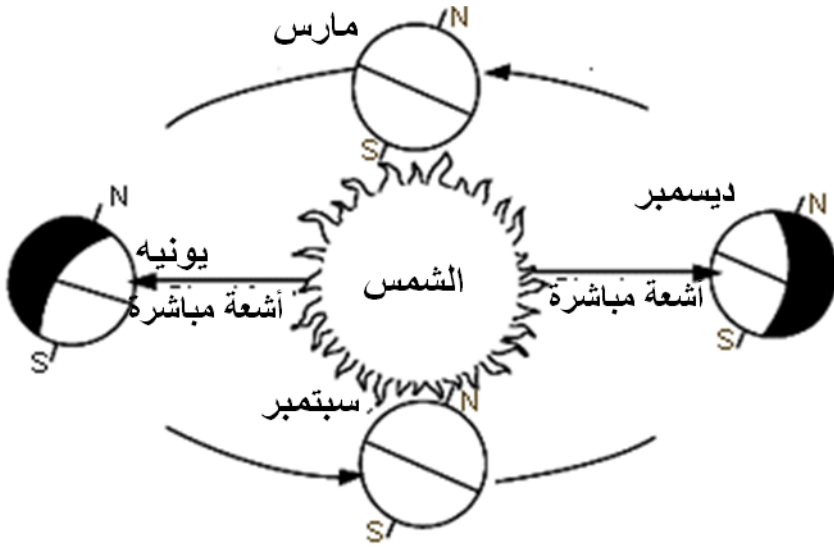 N
مارس
S
N
ديسمبر
N
يونيه
الشمس
أشعة مباشرة
اشعة مباشرة
S
S
سبتمبر
N
S